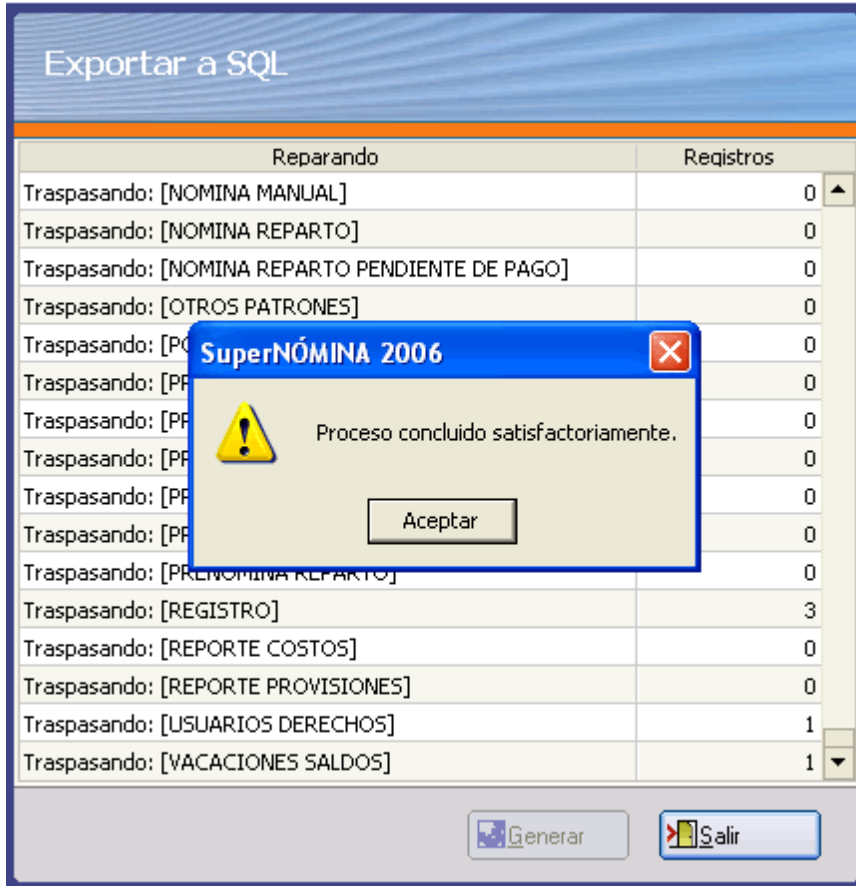 Exportar a SQL
Reparando Registros
Traspasando: [NOMINA MANUAL] 0
Traspasando: [NOMINA REPARTO] 0
Traspasando: [NOMINA REPARTO PENDIENTE DE PAGO] 0
Traspasando: [OTROS PATRONES] 0
Traspasando: 0
SuperNÓMINA 2006
Traspasando: 0
Traspasando: 0
Proceso concluido satisfactoriamente.
Traspasando: 0
Traspasando: 0
Aceptar
Traspasando: 0
Traspasando: [PRENOMINA REPARTO] 0
Traspasando: [REGISTRO] 3
Traspasando: [REPORTE COSTOS] 0
Traspasando: [REPORTE PROVISIONES] 0
Traspasando: [USUARIOS DERECHOS] 1
Traspasando: [VACACIONES SALDOS] 1
Generar Salir